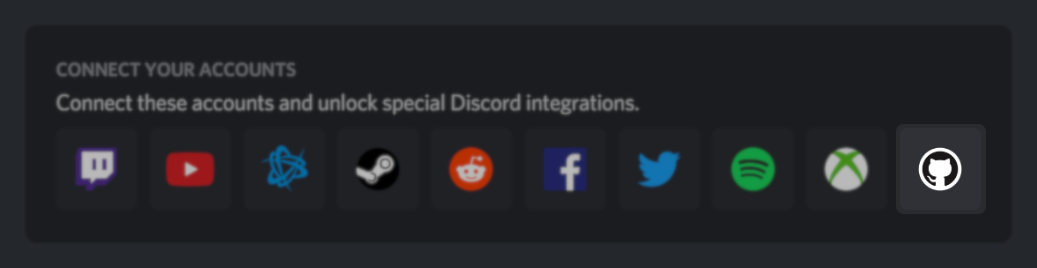 CONNECT YOUR ACCOUNTS
Connect these accounts and unlock special Discord integrations.